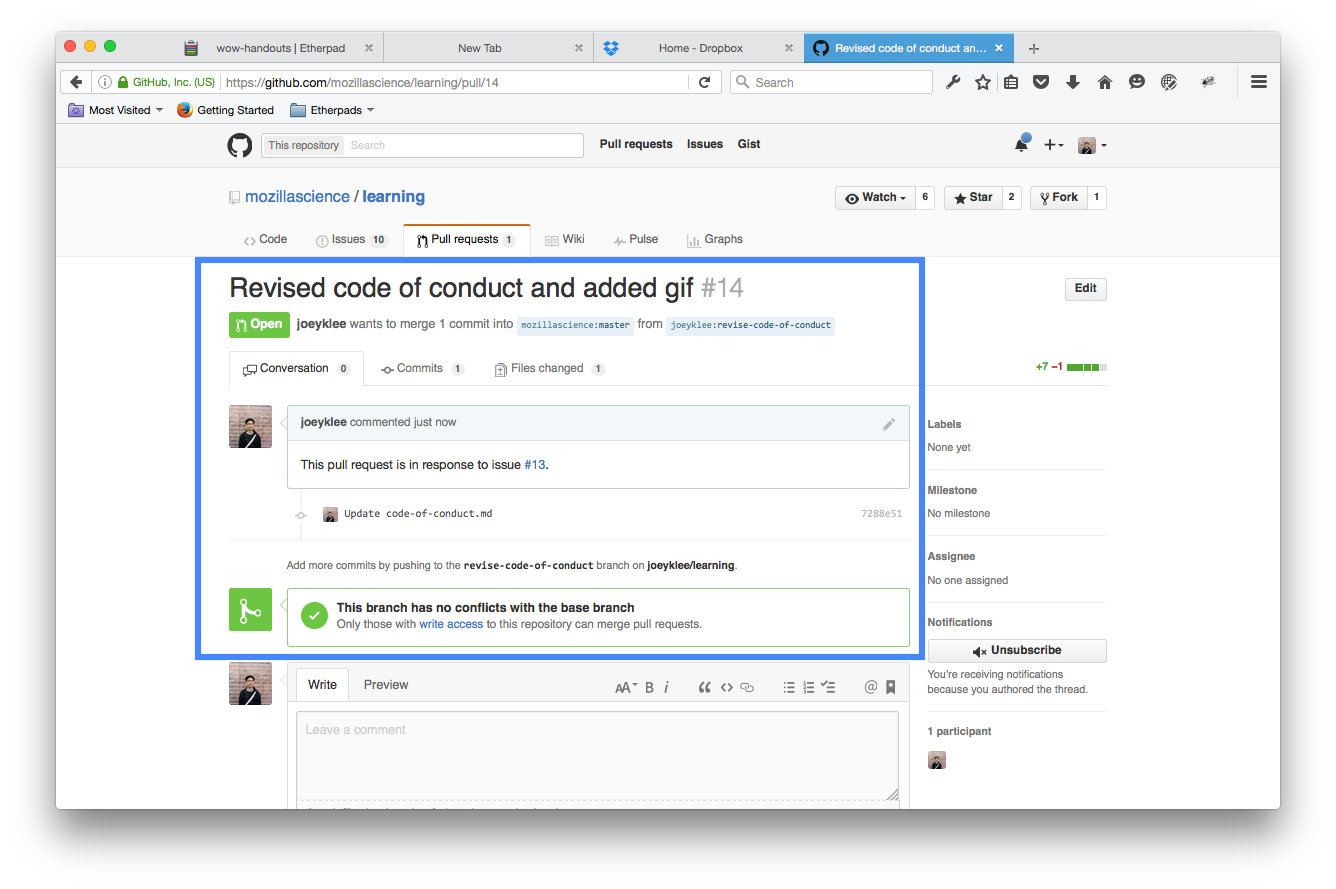 wow-handouts | Etherpad
New Tab
Home - Dropbox
Revised code of conduct an...
GitHub, Inc. (US)
https://github.com/mozillascience/learning/pull/14
Search
Most Visited
Getting Started
Etherpads
This repository
Search
Pull requests
Issues
Gist
mozillascience / learning
Watch 6
Star 2
Fork 1
Code
Issues 10
Pull requests 1
Wiki
Pulse
Graphs
Revised code of conduct and added gif #14
Edit
Open joeyklee wants to merge 1 commit into mozillascience:master from joeyklee:revise-code-of-conduct
Conversation 0
Commits 1
Files changed 1
+7 −1
joeyklee commented just now
This pull request is in response to issue #13.
Update code-of-conduct.md
7288e51
Add more commits by pushing to the revise-code-of-conduct branch on joeyklee/learning.
This branch has no conflicts with the base branch
Only those with write access to this repository can merge pull requests.
Write
Preview
AA B i
Leave a comment
Labels
None yet
Milestone
No milestone
Assignee
No one assigned
Notifications
Unsubscribe
You're receiving notifications
because you authored the thread.
1 participant